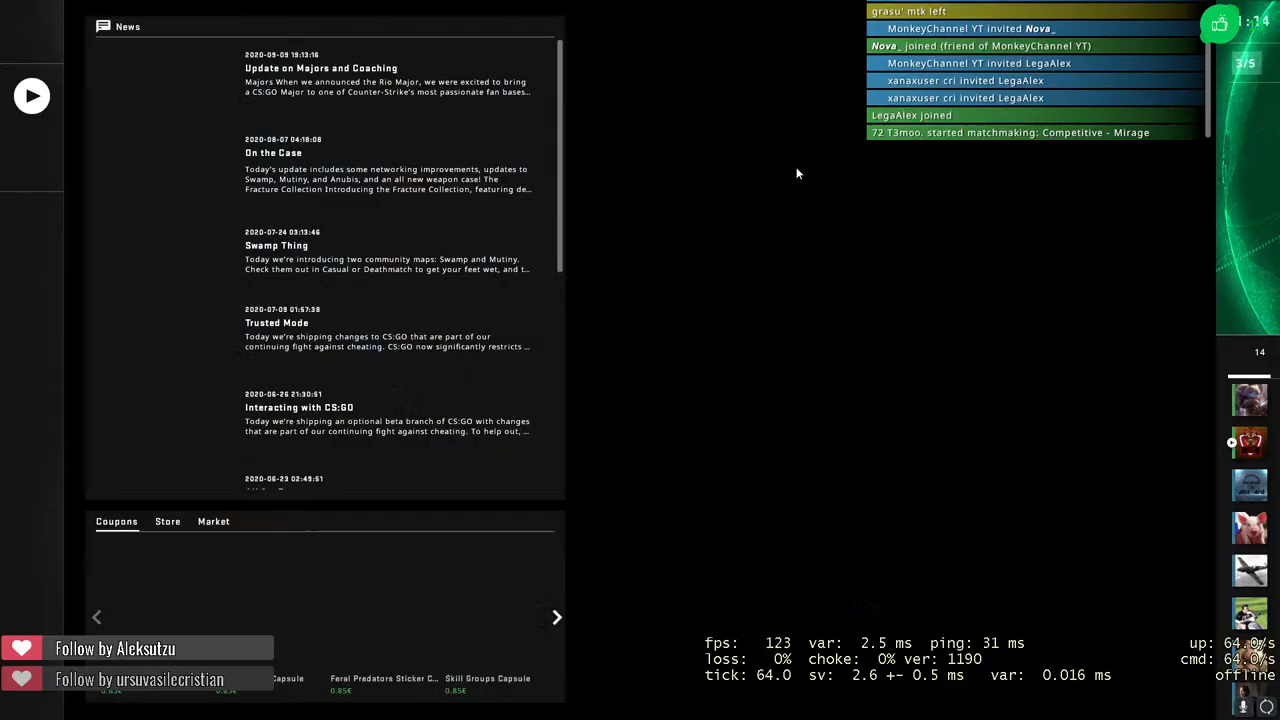 News
2020-09-09 19:13:16
Update on Majors and Coaching
Majors When we announced the Rio Major, we were excited to bring
a CS:GO Major to one of Counter-Strike's most passionate fan bases...
2020-08-07 04:18:08
On the Case
Today's update includes some networking improvements, updates to
Swamp, Mutiny, and Anubis, and an all new weapon case! The
Fracture Collection Introducing the Fracture Collection, featuring de...
2020-07-24 03:13:46
Swamp Thing
Today we're introducing two community maps: Swamp and Mutiny.
Check them out in Casual or Deathmatch to get your feet wet, and t...
2020-07-09 01:57:38
Trusted Mode
Today we're shipping changes to CS:GO that are part of our
continuing fight against cheating. CS:GO now significantly restricts ...
2020-06-26 21:30:51
Interacting with CS:GO
Today we're shipping an optional beta branch of CS:GO with changes
that are part of our continuing fight against cheating. To help out, ...
2020-06-23 02:49:51
Coupons Store Market
Follow by Aleksutzu
Follow by ursuvasilecristian
Capsule
Feral Predators Sticker C...
Skill Groups Capsule
0.85€
0.85€
0.85€
0.85€
grasu' mtk left
MonkeyChannel YT invited Nova_
Nova_ joined (friend of MonkeyChannel YT)
MonkeyChannel YT invited LegaAlex
xanaxuser cri invited LegaAlex
xanaxuser cri invited LegaAlex
LegaAlex joined
72 T3moo. started matchmaking: Competitive - Mirage
:14
3/5
14
fps: 123 var: 2.5 ms ping: 31 ms up: 64.0/s
loss: 0% choke: 0% ver: 1190 cmd: 64.0/s
tick: 64.0 sv: 2.6 +- 0.5 ms var: 0.016 ms offline